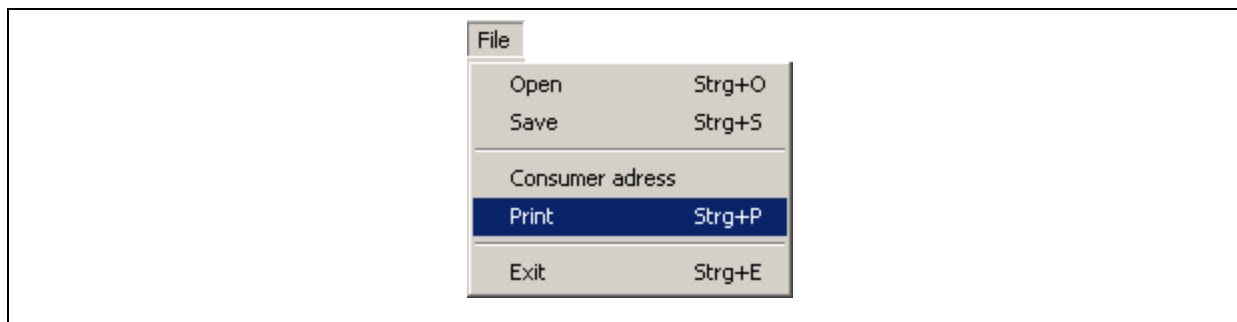 File
Open Strg+O
Save Strg+S
Consumer adress
Print Strg+P
Exit Strg+E